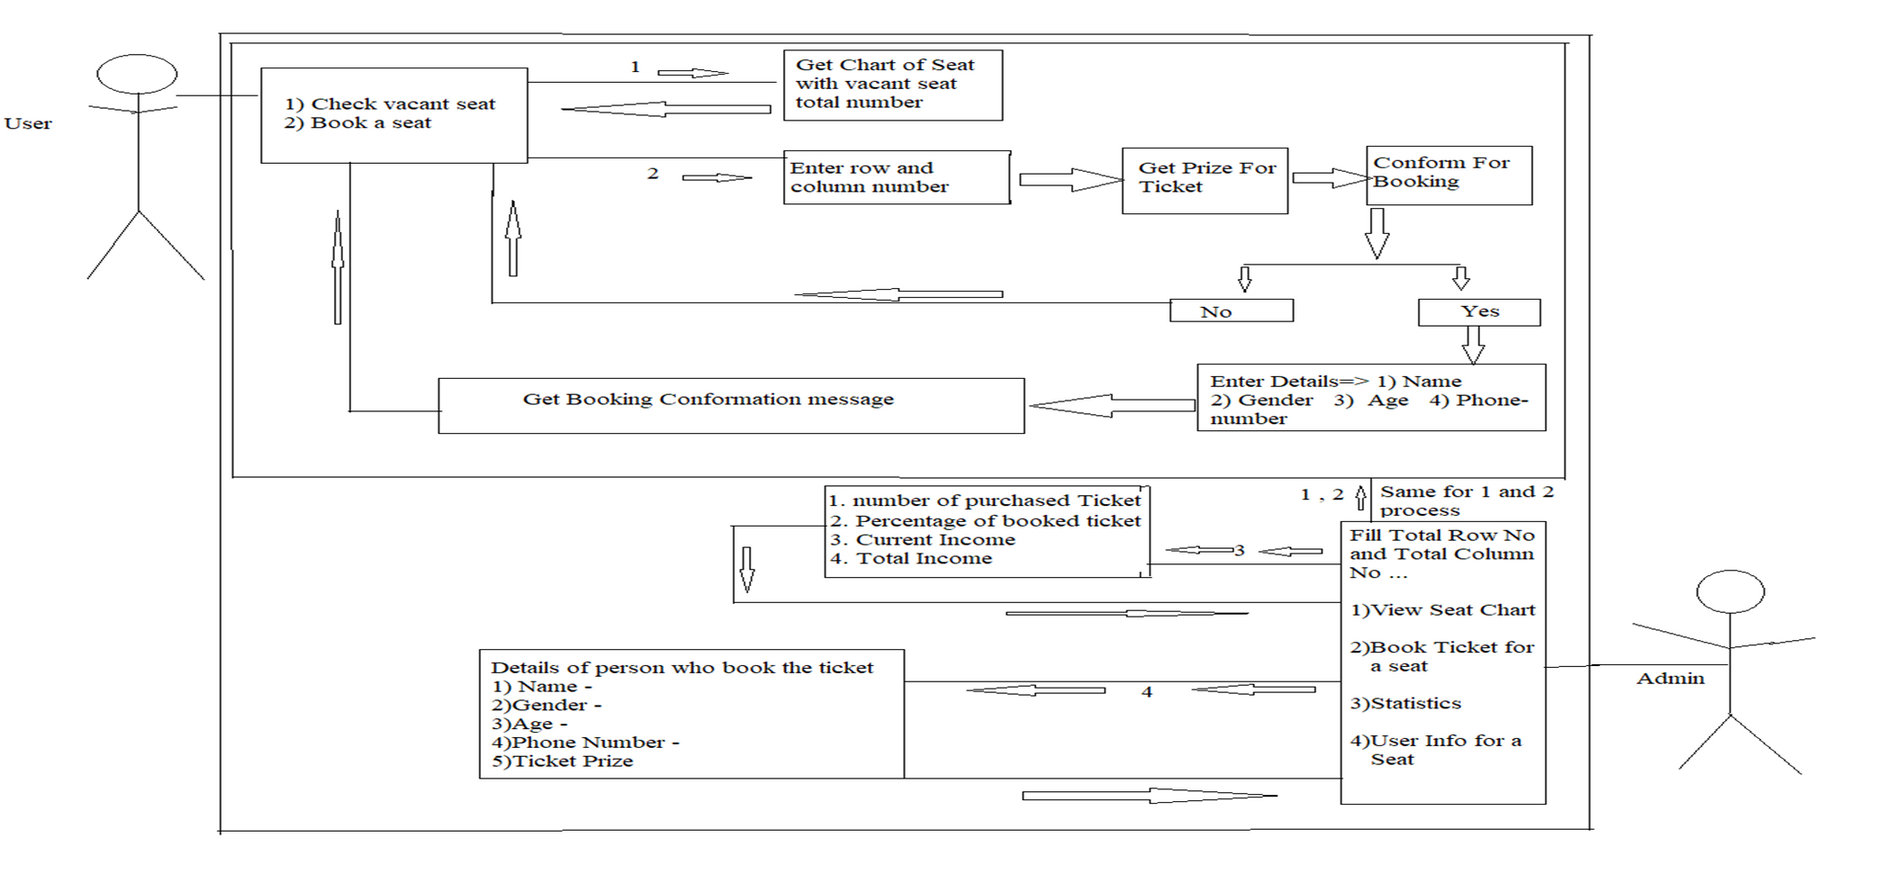 User
1) Check vacant seat
2) Book a seat
1
Get Chart of Seat
with vacant seat
total number
2
Enter row and
column number
Get Prize For
Ticket
Conform For
Booking
No
Yes
Enter Details=> 1) Name
2) Gender 3) Age 4) Phone-
number
Get Booking Conformation message
1 , 2
Same for 1 and 2
process
1. number of purchased Ticket
2. Percentage of booked ticket
3. Current Income
4. Total Income
3
Fill Total Row No
and Total Column
No ...
1)View Seat Chart
2)Book Ticket for
a seat
3)Statistics
4)User Info for a
Seat
Admin
Details of person who book the ticket
1) Name -
2)Gender -
3)Age -
4)Phone Number -
5)Ticket Prize
4